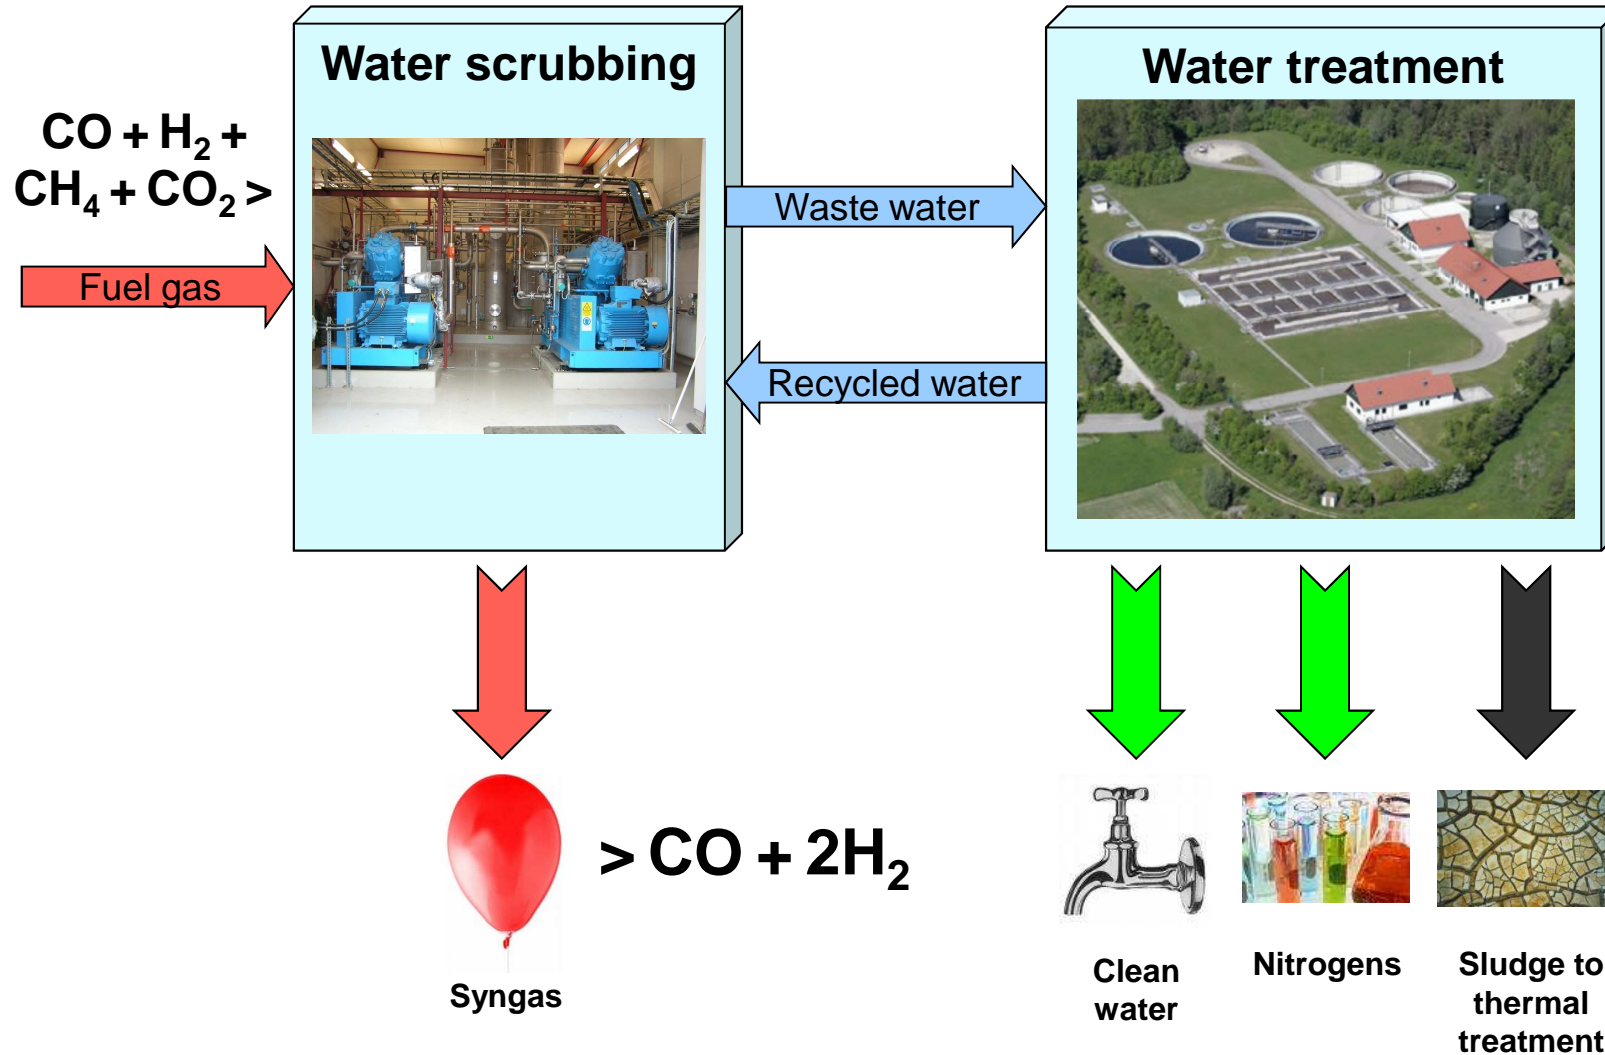 Water scrubbing
Water treatment
CO + H₂ +
CH₄ + CO₂ >
Fuel gas
Waste water
Recycled water
> CO + 2H₂
Syngas
Clean
water
Nitrogens
Sludge to
thermal
treatment